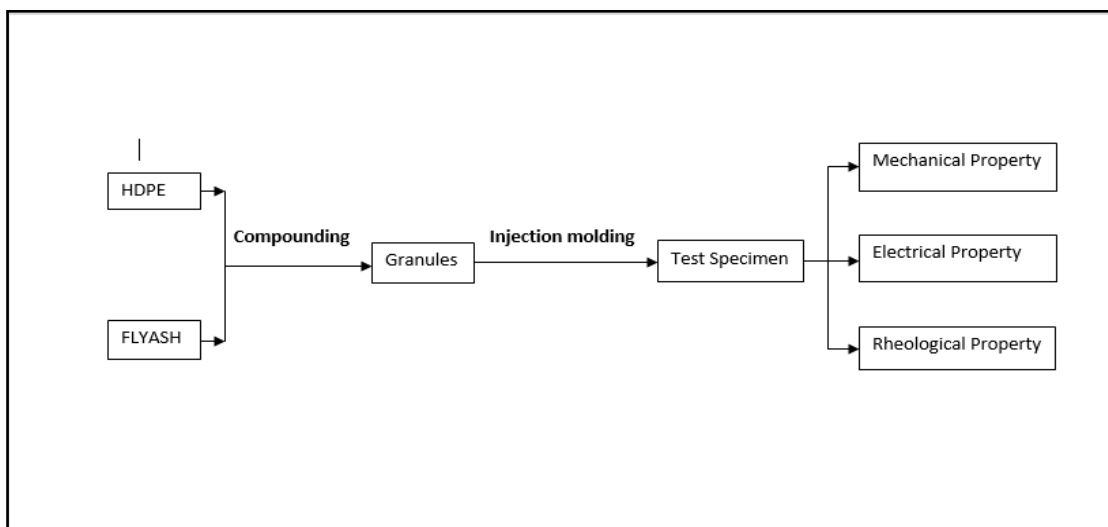 HDPE
FLYASH
Compounding
Granules
Injection molding
Test Specimen
Mechanical Property
Electrical Property
Rheological Property